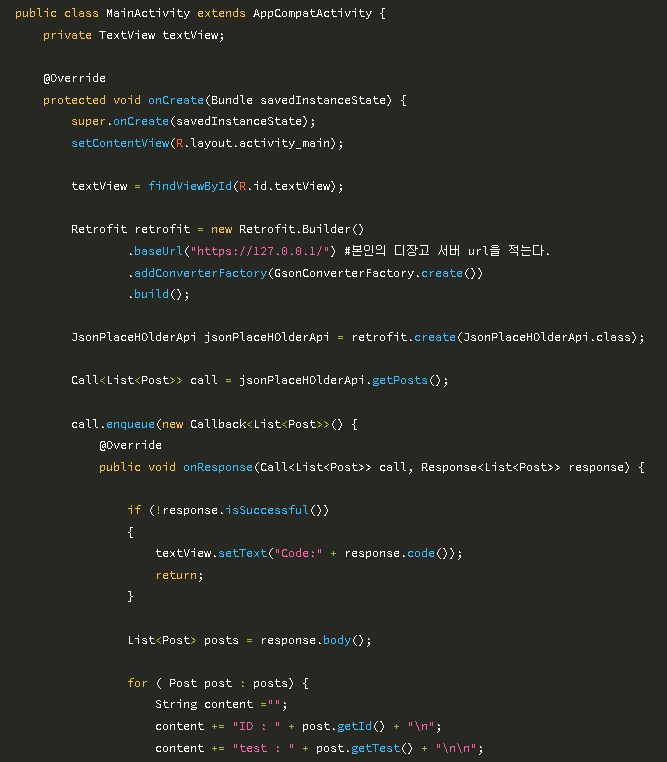 public class MainActivity extends AppCompatActivity {
private TextView textView;
@Override
protected void onCreate(Bundle savedInstanceState) {
super.onCreate(savedInstanceState);
setContentView(R.layout.activity_main);
textView = findViewById(R.id.textView);
Retrofit retrofit = new Retrofit.Builder()
.baseUrl("https://127.0.0.1/") #본인의 디장고 서버 url을 적는다.
.addConverterFactory(GsonConverterFactory.create())
.build();
JsonPlaceHOlderApi jsonPlaceHOlderApi = retrofit.create(JsonPlaceHOlderApi.class);
Call<List<Post>> call = jsonPlaceHOlderApi.getPosts();
call.enqueue(new Callback<List<Post>>() {
@Override
public void onResponse(Call<List<Post>> call, Response<List<Post>> response) {
if (!response.isSuccessful())
{
textView.setText("Code:" + response.code());
return;
}
List<Post> posts = response.body();
for ( Post post : posts) {
String content ="";
content += "ID : " + post.getId() + "\n";
content += "test : " + post.getTest() + "\n\n";